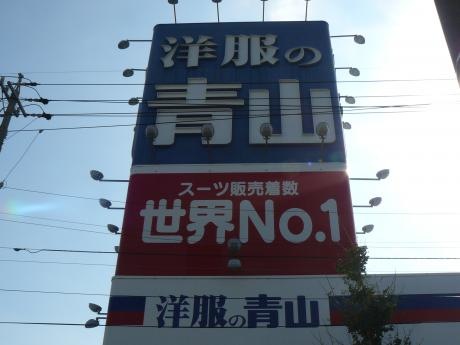 洋服の
青山
スーツ販売着数
世界No.1
洋服の青山